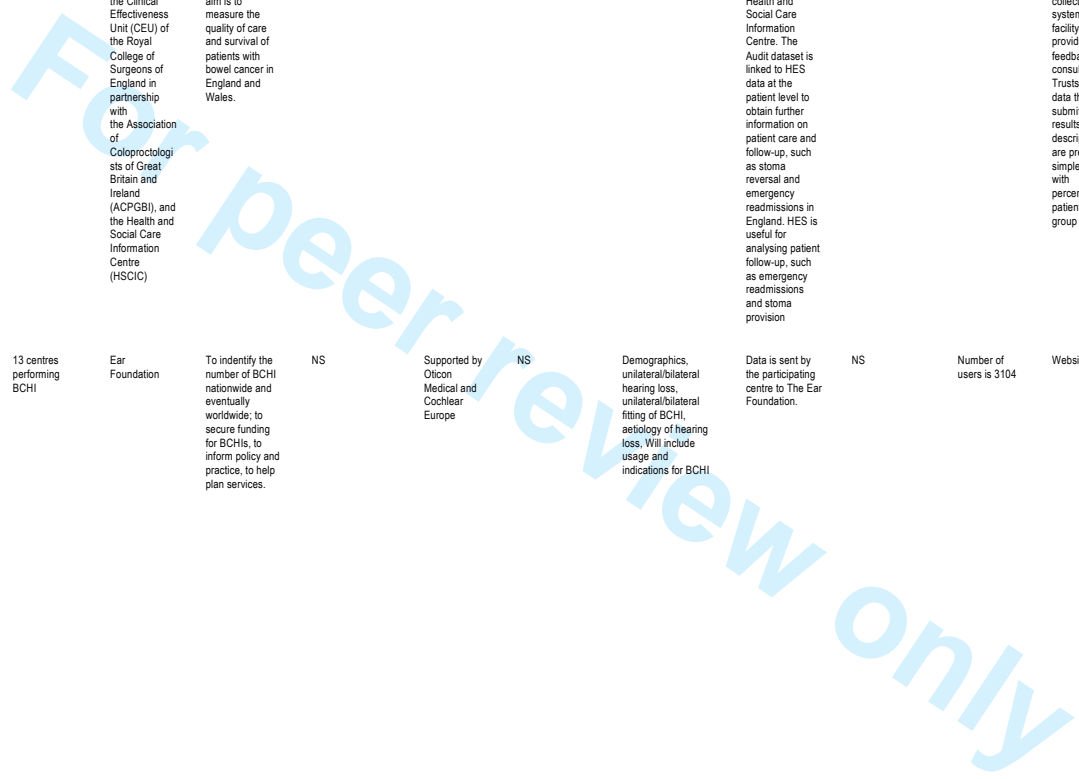 the Clinical
Effectiveness
Unit (CEU) of
the Royal
College of
Surgeons of
England in
partnership
with
the Association
of
Coloproctologi
sts of Great
Britain and
Ireland
(ACPGBI), and
the Health and
Social Care
Information
Centre
(HSCIC)
aim is to
measure the
quality of care
and survival of
patients with
bowel cancer in
England and
Wales.
Health and
Social Care
Information
Centre. The
Audit dataset is
linked to HES
data at the
patient level to
obtain further
information on
patient care and
follow-up, such
as stoma
reversal and
emergency
readmissions in
England. HES is
useful for
analysing patient
follow-up, such
as emergency
readmissions
and stoma
provision
facility
with
group
13 centres
performing
BCHI
Ear
Foundation
To indentify the
number of BCHI
nationwide and
eventually
worldwide; to
secure funding
for BCHIs, to
inform policy and
practice, to help
plan services.
NS
Supported by
Oticon
Medical and
Cochlear
Europe
NS
Demographics,
unilateral/bilateral
hearing loss,
unilateral/bilateral
fitting of BCHI,
aetiology of hearing
loss, Will include
usage and
indications for BCHI
Data is sent by
the participating
centre to The Ear
Foundation.
NS
Number of
users is 3104
For peer review only